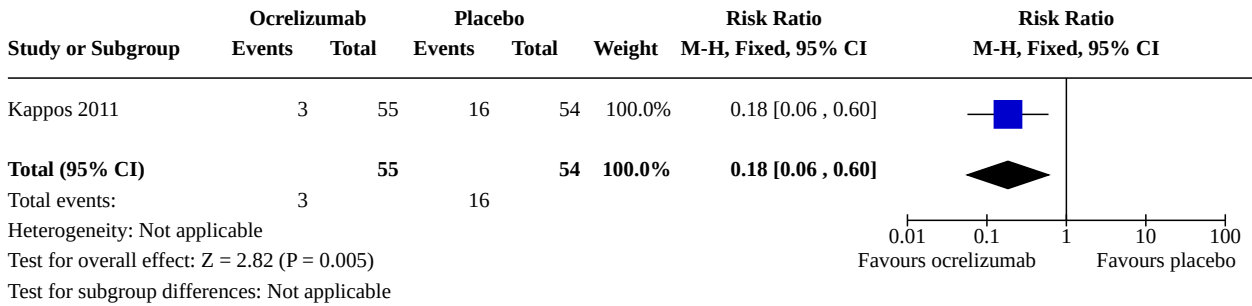 Ocrelizumab Placebo Risk Ratio Risk Ratio
Study or Subgroup Events Total Events Total Weight M-H, Fixed, 95% CI M-H, Fixed, 95% CI
Kappos 2011 3 55 16 54 100.0% 0.18 [0.06 , 0.60]
Total (95% CI) 55 54 100.0% 0.18 [0.06 , 0.60]
Total events: 3 16
Heterogeneity: Not applicable
0.01 0.1 1 10 100
Test for overall effect: Z = 2.82 (P = 0.005) Favours ocrelizumab Favours placebo
Test for subgroup differences: Not applicable